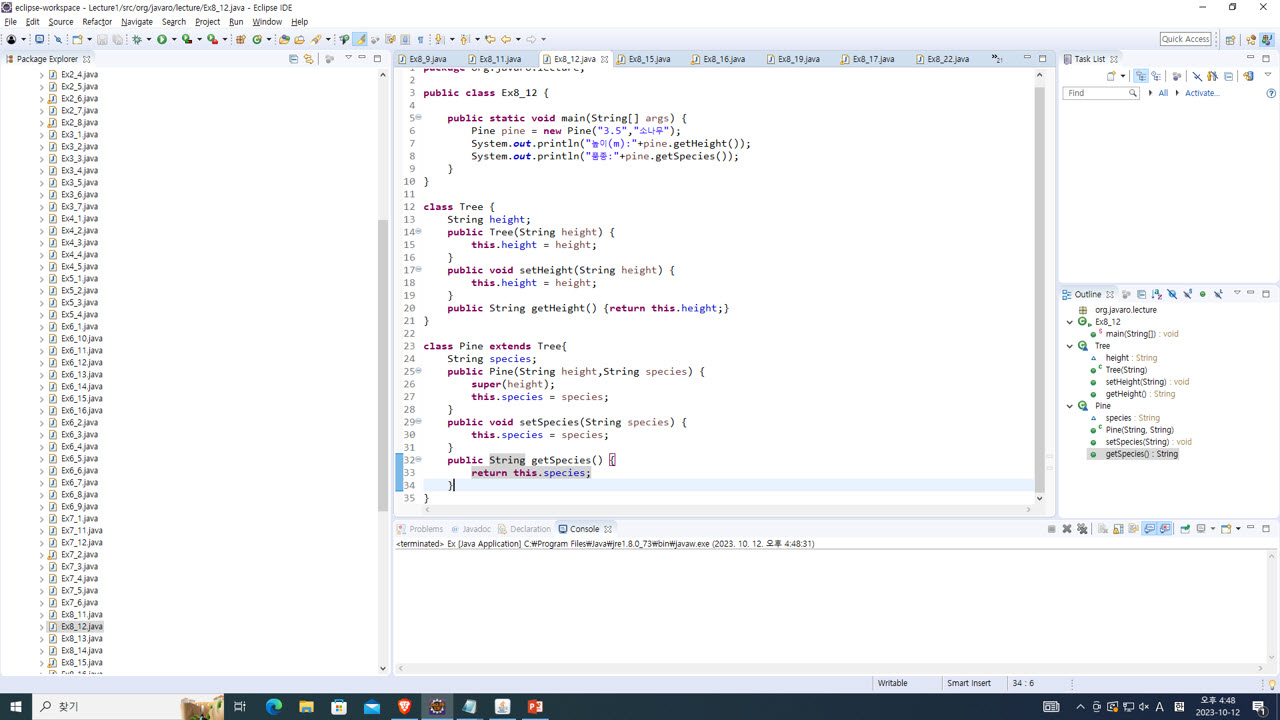 eclipse-workspace - Lecture1/src/org/javaro/lecture/Ex8_12.java - Eclipse IDE
File Edit Source Refactor Navigate Search Project Run Window Help
Quick Access
Package Explorer
Ex2_4.java
Ex2_5.java
Ex2_6.java
Ex2_7.java
Ex2_8.java
Ex3_1.java
Ex3_2.java
Ex3_3.java
Ex3_4.java
Ex3_5.java
Ex3_6.java
Ex3_7.java
Ex4_1.java
Ex4_2.java
Ex4_3.java
Ex4_4.java
Ex4_5.java
Ex5_1.java
Ex5_2.java
Ex5_3.java
Ex5_4.java
Ex6_1.java
Ex6_10.java
Ex6_11.java
Ex6_12.java
Ex6_13.java
Ex6_14.java
Ex6_15.java
Ex6_16.java
Ex6_2.java
Ex6_3.java
Ex6_4.java
Ex6_5.java
Ex6_6.java
Ex6_7.java
Ex6_8.java
Ex6_9.java
Ex7_1.java
Ex7_11.java
Ex7_12.java
Ex7_2.java
Ex7_3.java
Ex7_4.java
Ex7_5.java
Ex7_6.java
Ex8_11.java
Ex8_12.java
Ex8_13.java
Ex8_14.java
Ex8_15.java
Ex8_16.java
Ex8_9.java Ex8_11.java Ex8_12.java Ex8_15.java Ex8_16.java Ex8_19.java Ex8_17.java Ex8_22.java
1 package org.javaro.lecture;
2
3 public class Ex8_12 {
4
5 public static void main(String[] args) {
6 Pine pine = new Pine("3.5","소나무");
7 System.out.println("높이(m):"+pine.getHeight());
8 System.out.println("품종:"+pine.getSpecies());
9 }
10 }
11
12 class Tree {
13 String height;
14 public Tree(String height) {
15 this.height = height;
16 }
17 public void setHeight(String height) {
18 this.height = height;
19 }
20 public String getHeight() {return this.height;}
21 }
22
23 class Pine extends Tree{
24 String species;
25 public Pine(String height,String species) {
26 super(height);
27 this.species = species;
28 }
29 public void setSpecies(String species) {
30 this.species = species;
31 }
32 public String getSpecies() {
33 return this.species;
34 }
35 }
Task List
Find All Activate...
Outline
org.javaro.lecture
Ex8_12
main(String[]) : void
Tree
height : String
Tree(String)
setHeight(String) : void
getHeight() : String
Pine
species : String
Pine(String, String)
setSpecies(String) : void
getSpecies() : String
Problems Javadoc Declaration Console
<terminated> Ex [Java Application] C:₩Program Files₩Java₩jre1.8.0_73₩bin₩javaw.exe (2023. 10. 12. 오후 4:48:31)
Writable Smart Insert 34 : 6
찾기
A 한
오후 4:48
2023-10-12